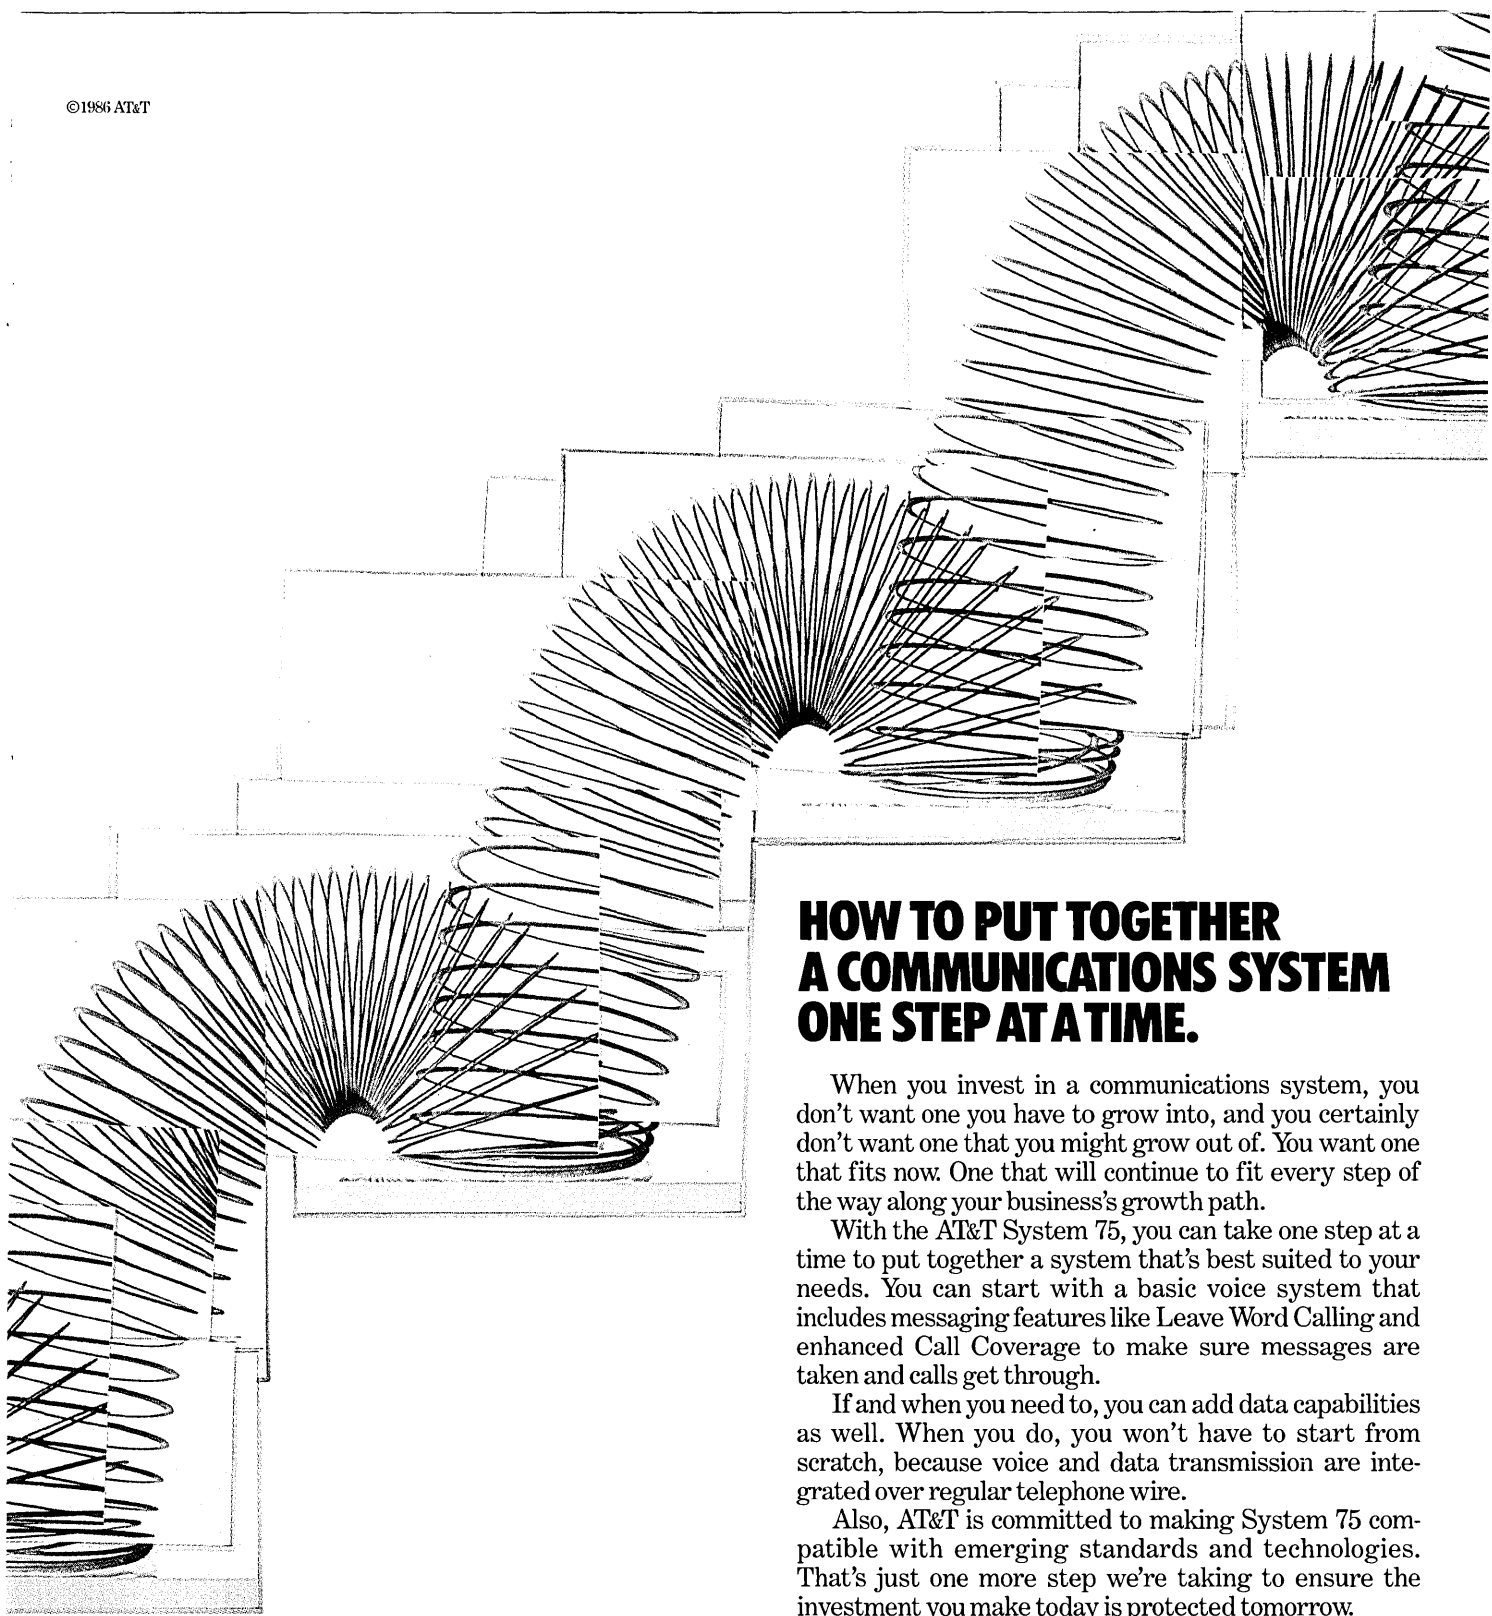 ©1986 AT&T
HOW TO PUT TOGETHER
A COMMUNICATIONS SYSTEM
ONE STEP AT A TIME.
When you invest in a communications system, you
don't want one you have to grow into, and you certainly
don't want one that you might grow out of. You want one
that fits now. One that will continue to fit every step of
the way along your business's growth path.
With the AT&T System 75, you can take one step at a
time to put together a system that's best suited to your
needs. You can start with a basic voice system that
includes messaging features like Leave Word Calling and
enhanced Call Coverage to make sure messages are
taken and calls get through.
If and when you need to, you can add data capabilities
as well. When you do, you won't have to start from
scratch, because voice and data transmission are inte-
grated over regular telephone wire.
Also, AT&T is committed to making System 75 com-
patible with emerging standards and technologies.
That's just one more step we're taking to ensure the
investment you make today is protected tomorrow.